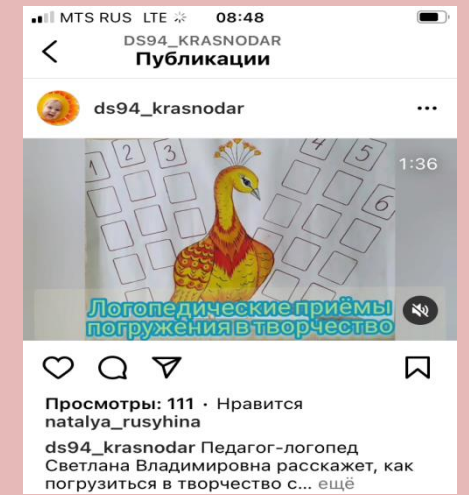 MTS RUS LTE 08:48
DS94_KRASNODAR
Публикации
ds94_krasnodar
1 2 3 4 5 6
1:36
Логопедические приёмы
погружения в творчество
Просмотры: 111 · Нравится
natalya_rusyhina
ds94_krasnodar Педагог-логопед
Светлана Владимировна расскажет, как
погрузиться в творчество с... ещё